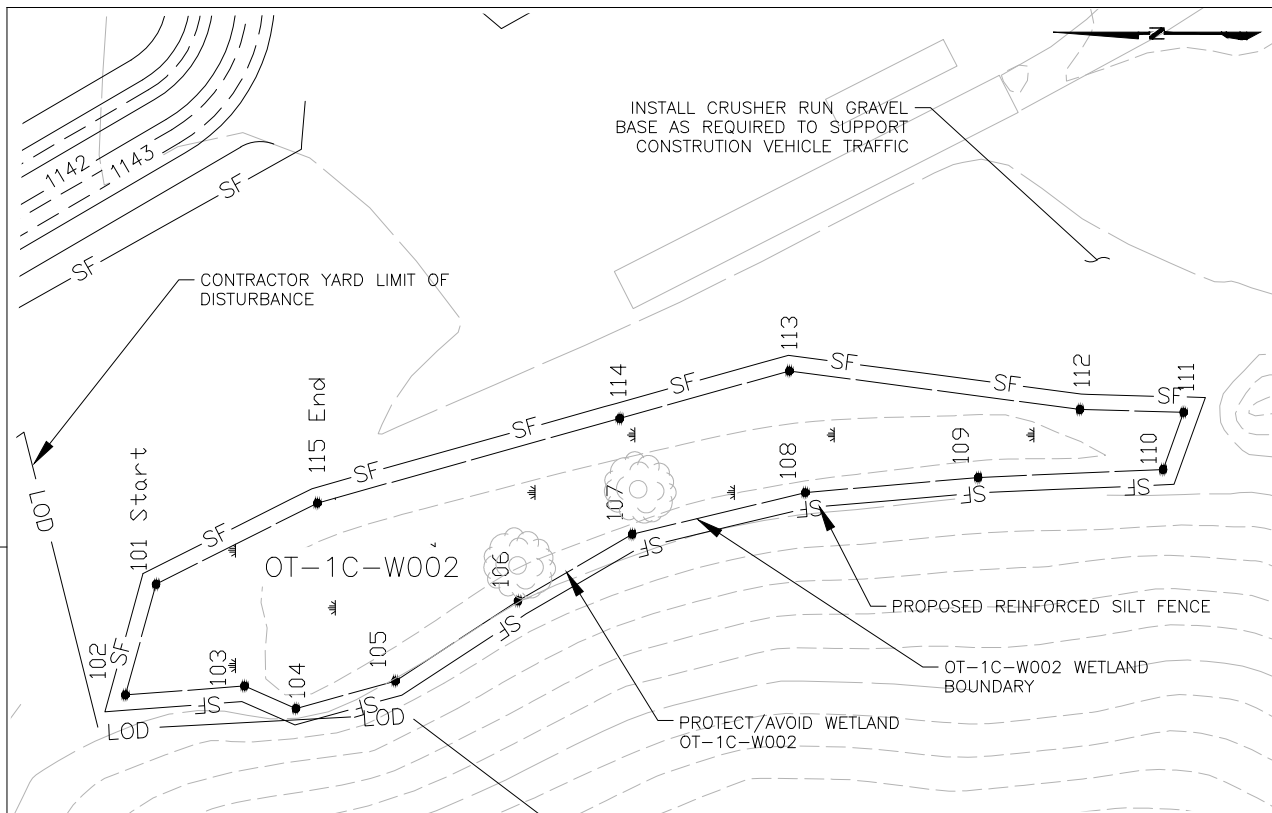 N
INSTALL CRUSHER RUN GRAVEL
BASE AS REQUIRED TO SUPPORT
CONSTRUTION VEHICLE TRAFFIC
1142
1143
SF
SF
CONTRACTOR YARD LIMIT OF
DISTURBANCE
LOD
113
SF
SF
112
111
SF
SF
114
SF
115 End
SF
101 Start
SF
SF
102
103
104
105
106
107
108
109
110
OT-1C-W002
SF
SF
SF
SF
SF
SF
SF
LOD
LOD
PROPOSED REINFORCED SILT FENCE
OT-1C-W002 WETLAND
BOUNDARY
PROTECT/AVOID WETLAND
OT-1C-W002